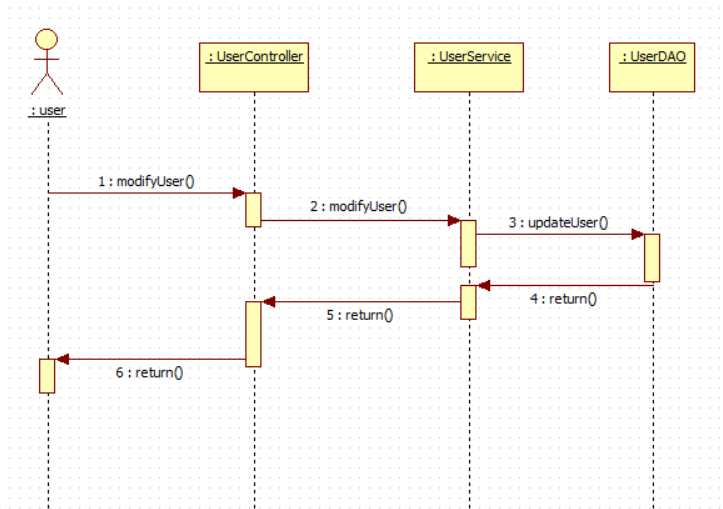 : UserController
: UserService
: UserDAO
: user
1 : modifyUser()
2 : modifyUser()
3 : updateUser()
4 : return()
5 : return()
6 : return()